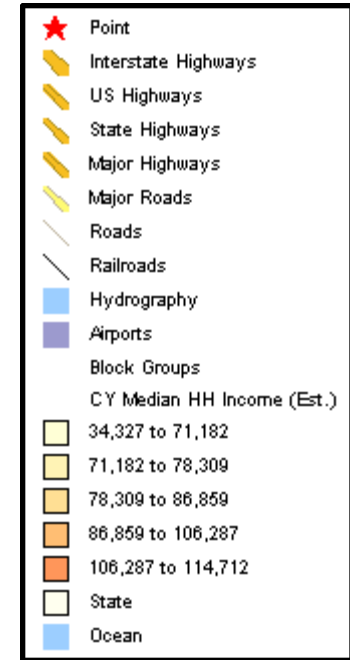 Point
Interstate Highways
US Highways
State Highways
Major Highways
Major Roads
Roads
Railroads
Hydrography
Airports
Block Groups
CY Median HH Income (Est.)
34,327 to 71,182
71,182 to 78,309
78,309 to 86,859
86,859 to 106,287
106,287 to 114,712
State
Ocean